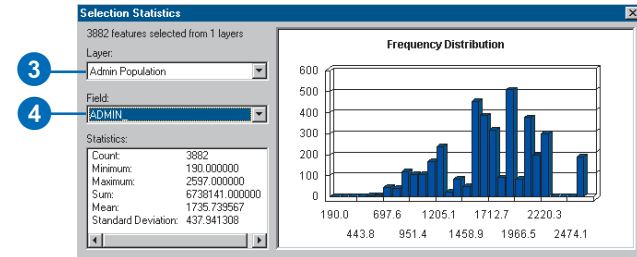 Selection Statistics
3882 features selected from 1 layers
Layer:
3
Admin Population
Field:
4
ADMIN_
Statistics:
Count: 3882
Minimum: 190.000000
Maximum: 2597.000000
Sum: 6738141.000000
Mean: 1735.739567
Standard Deviation: 437.941308
Frequency Distribution
600
500
400
300
200
100
0
190.0 697.6 1205.1 1712.7 2220.3
443.8 951.4 1458.9 1966.5 2474.1